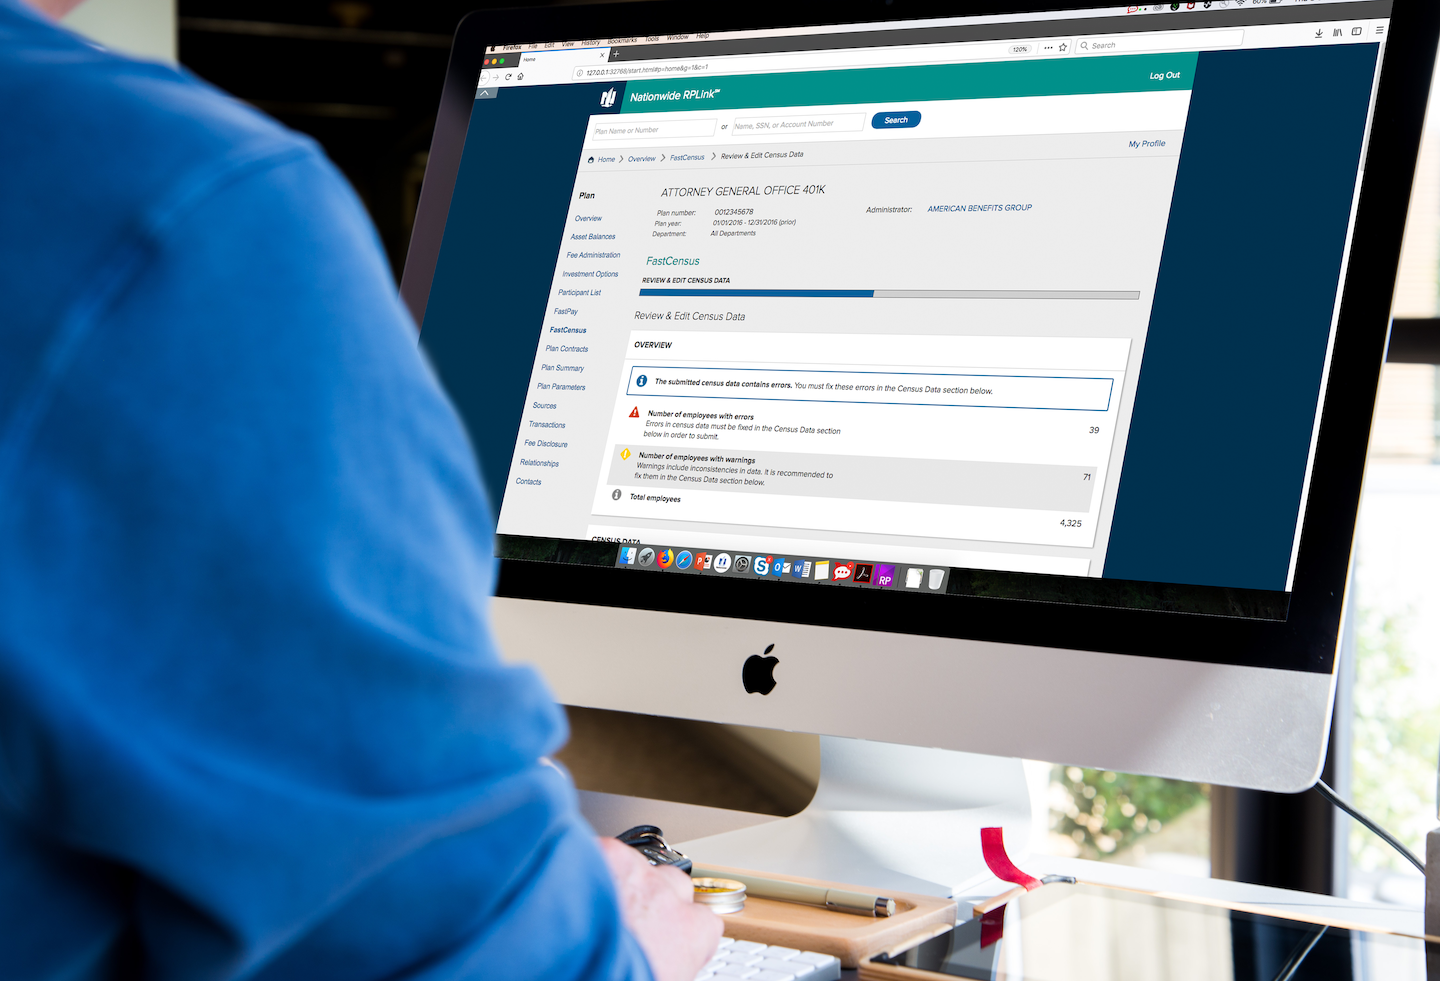 Firefox File Edit View History Bookmarks Tools Window Help
60%
Home
127.0.0.1:32768/start.html#p=home&g=1&c=1
120%
Search
Nationwide RPLink℠
Log Out
Plan Name or Number
or
Name, SSN, or Account Number
Search
Home
Overview
FastCensus
Review & Edit Census Data
My Profile
Plan
Overview
Asset Balances
Fee Administration
Investment Options
Participant List
FastPay
FastCensus
Plan Contracts
Plan Summary
Plan Parameters
Sources
Transactions
Fee Disclosure
Relationships
Contacts
ATTORNEY GENERAL OFFICE 401K
Plan number: 0012345678
Plan year: 01/01/2016 - 12/31/2016 (prior)
Department: All Departments
Administrator: AMERICAN BENEFITS GROUP
FastCensus
REVIEW & EDIT CENSUS DATA
Review & Edit Census Data
OVERVIEW
The submitted census data contains errors. You must fix these errors in the Census Data section below.
Number of employees with errors
Errors in census data must be fixed in the Census Data section
below in order to submit.
39
Number of employees with warnings
Warnings include inconsistencies in data. It is recommended to
fix them in the Census Data section below.
71
Total employees
4,325
CENSUS DATA
RP